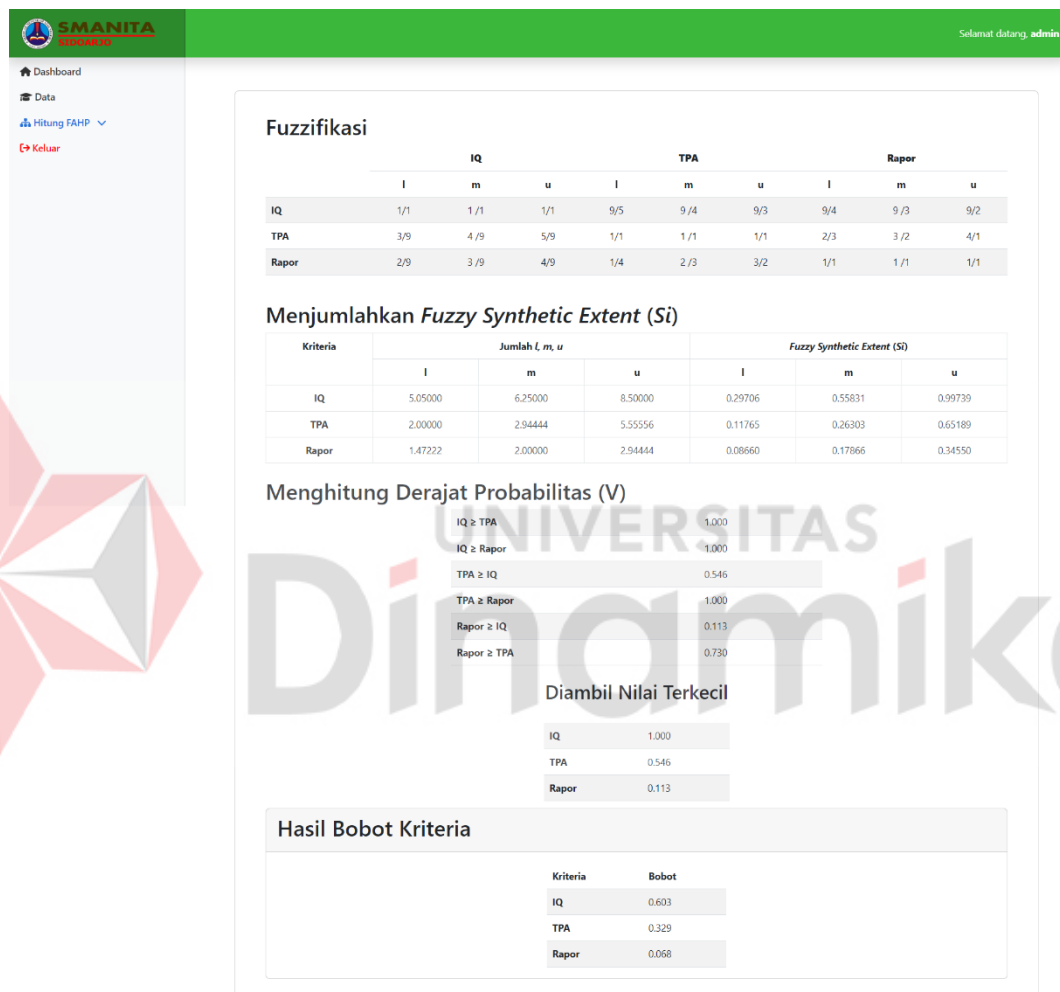 SMANITA
SIDOARJO
Selamat datang, admin
Dashboard
Data
Hitung FAHP
Keluar
Fuzzifikasi
IQ TPA Rapor
l m u l m u l m u
IQ 1/1 1 /1 1/1 9/5 9 /4 9/3 9/4 9 /3 9/2
TPA 3/9 4 /9 5/9 1/1 1 /1 1/1 2/3 3 /2 4/1
Rapor 2/9 3 /9 4/9 1/4 2 /3 3/2 1/1 1 /1 1/1
Menjumlahkan Fuzzy Synthetic Extent (Si)
Kriteria Jumlah l, m, u Fuzzy Synthetic Extent (Si)
l m u l m u
IQ 5.05000 6.25000 8.50000 0.29706 0.55831 0.99739
TPA 2.00000 2.94444 5.55556 0.11765 0.26303 0.65189
Rapor 1.47222 2.00000 2.94444 0.08660 0.17866 0.34550
Menghitung Derajat Probabilitas (V)
UNIVERSITAS
Dinamika
IQ ≥ TPA 1.000
IQ ≥ Rapor 1.000
TPA ≥ IQ 0.546
TPA ≥ Rapor 1.000
Rapor ≥ IQ 0.113
Rapor ≥ TPA 0.730
Diambil Nilai Terkecil
IQ 1.000
TPA 0.546
Rapor 0.113
Hasil Bobot Kriteria
Kriteria Bobot
IQ 0.603
TPA 0.329
Rapor 0.068